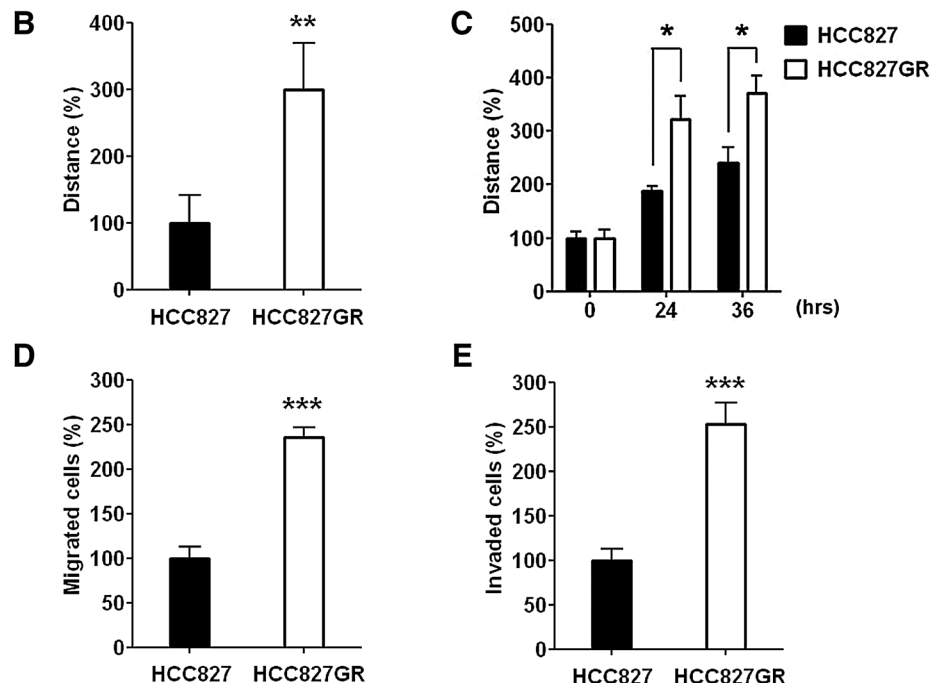 B
Distance (%)
400
300
200
100
0
**
HCC827 HCC827GR
C
Distance (%)
500
400
300
200
100
0
* *
0 24 36 (hrs)
HCC827
HCC827GR
D
Migrated cells (%)
300
250
200
150
100
50
0
***
HCC827 HCC827GR
E
Invaded cells (%)
300
250
200
150
100
50
0
***
HCC827 HCC827GR